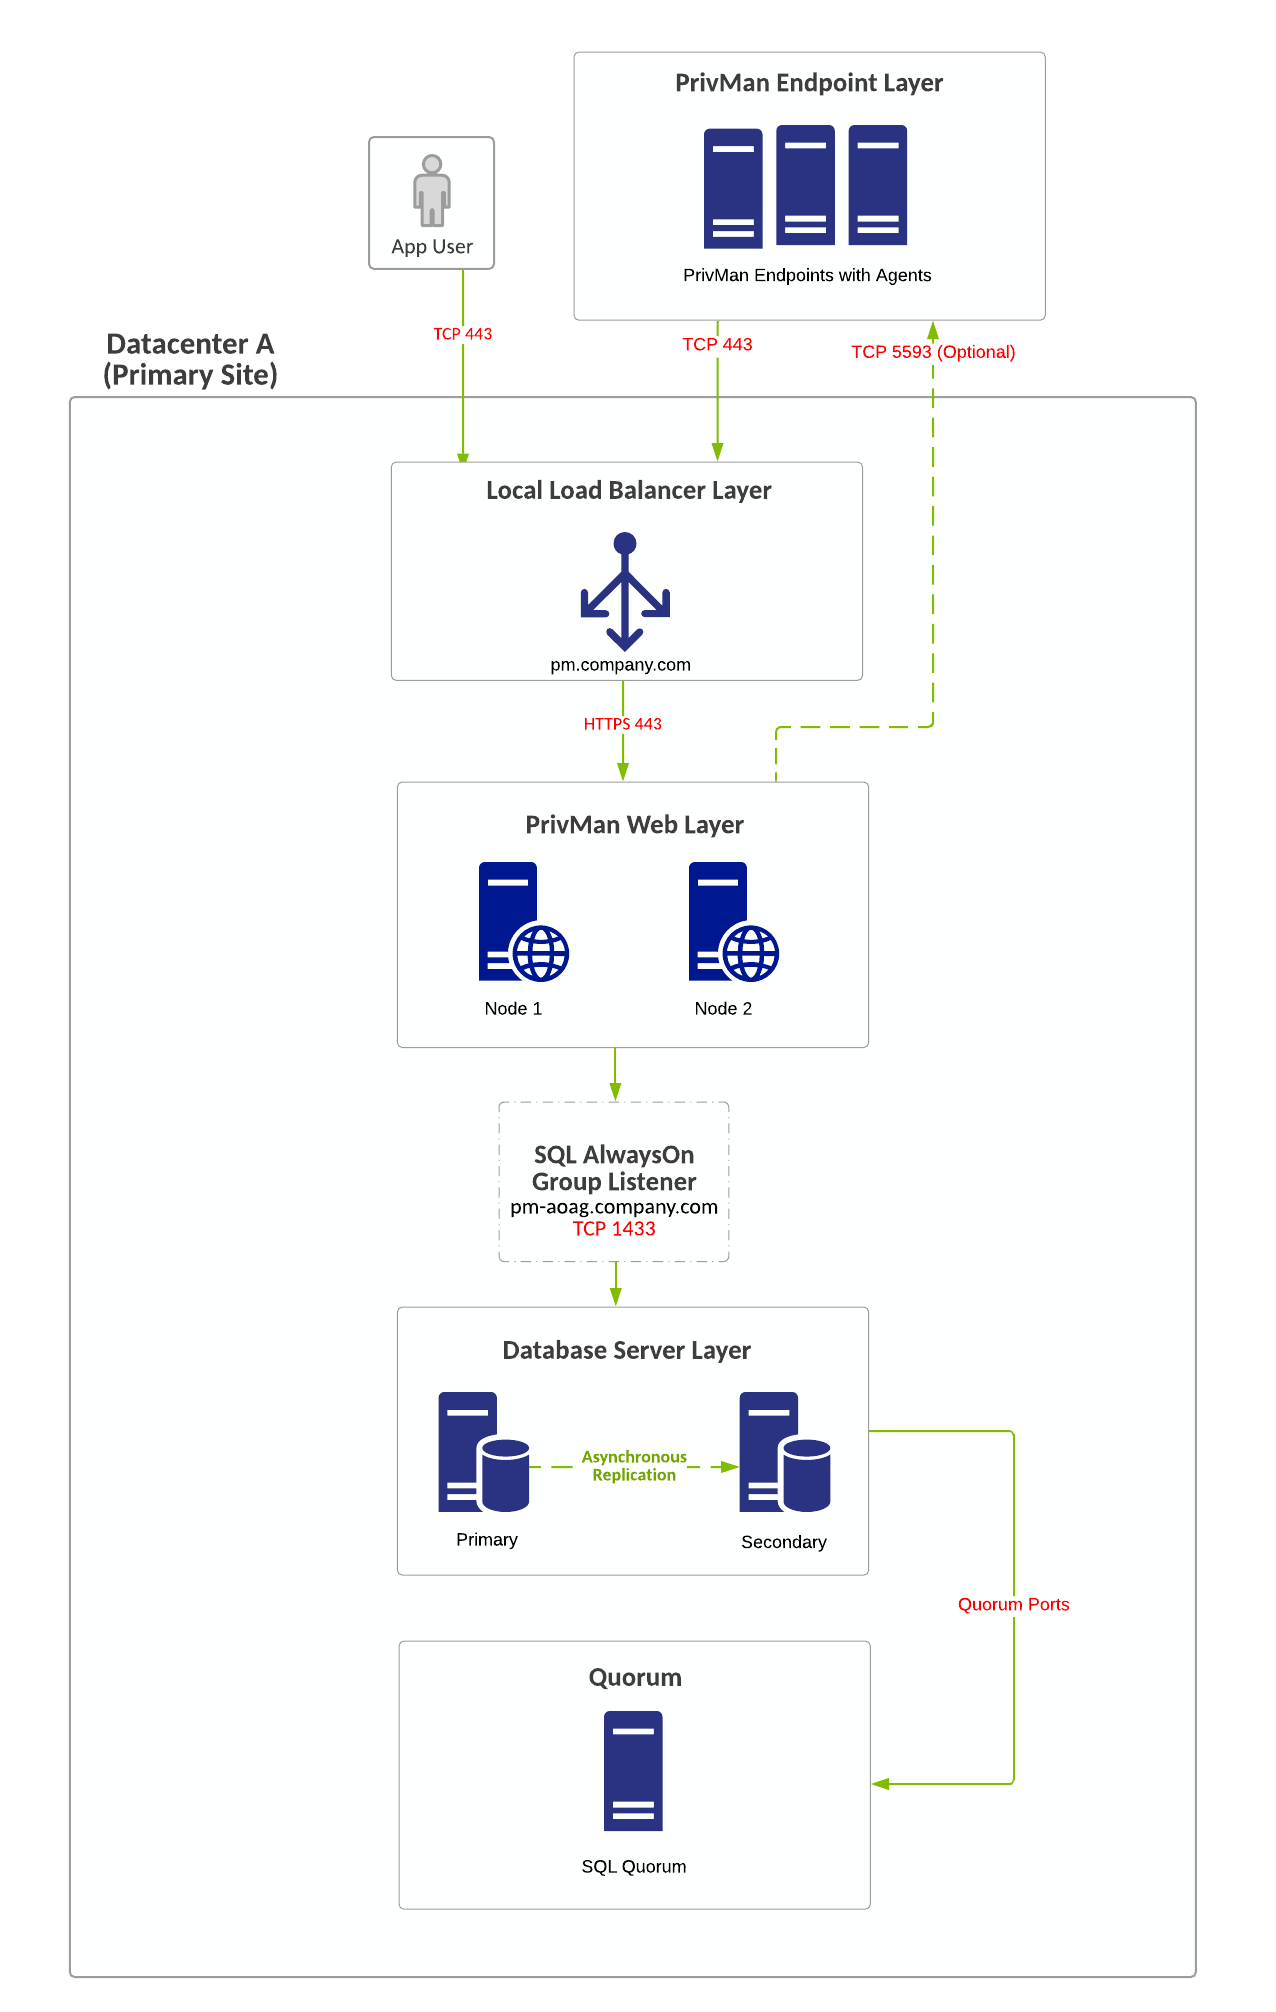 PrivMan Endpoint Layer
PrivMan Endpoints with Agents
App User
TCP 443
TCP 443
TCP 5593 (Optional)
Datacenter A
(Primary Site)
Local Load Balancer Layer
pm.company.com
HTTPS 443
PrivMan Web Layer
Node 1
Node 2
SQL AlwaysOn
Group Listener
pm-aoag.company.com
TCP 1433
Database Server Layer
Asynchronous
Replication
Primary
Secondary
Quorum Ports
Quorum
SQL Quorum